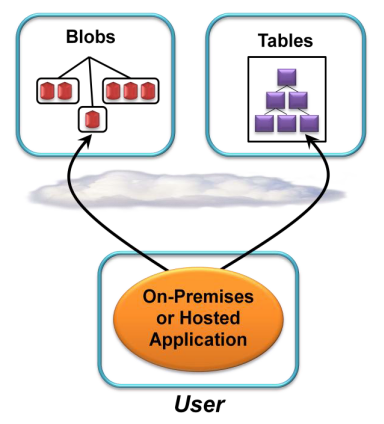 Blobs
Tables
On-Premises
or Hosted
Application
User